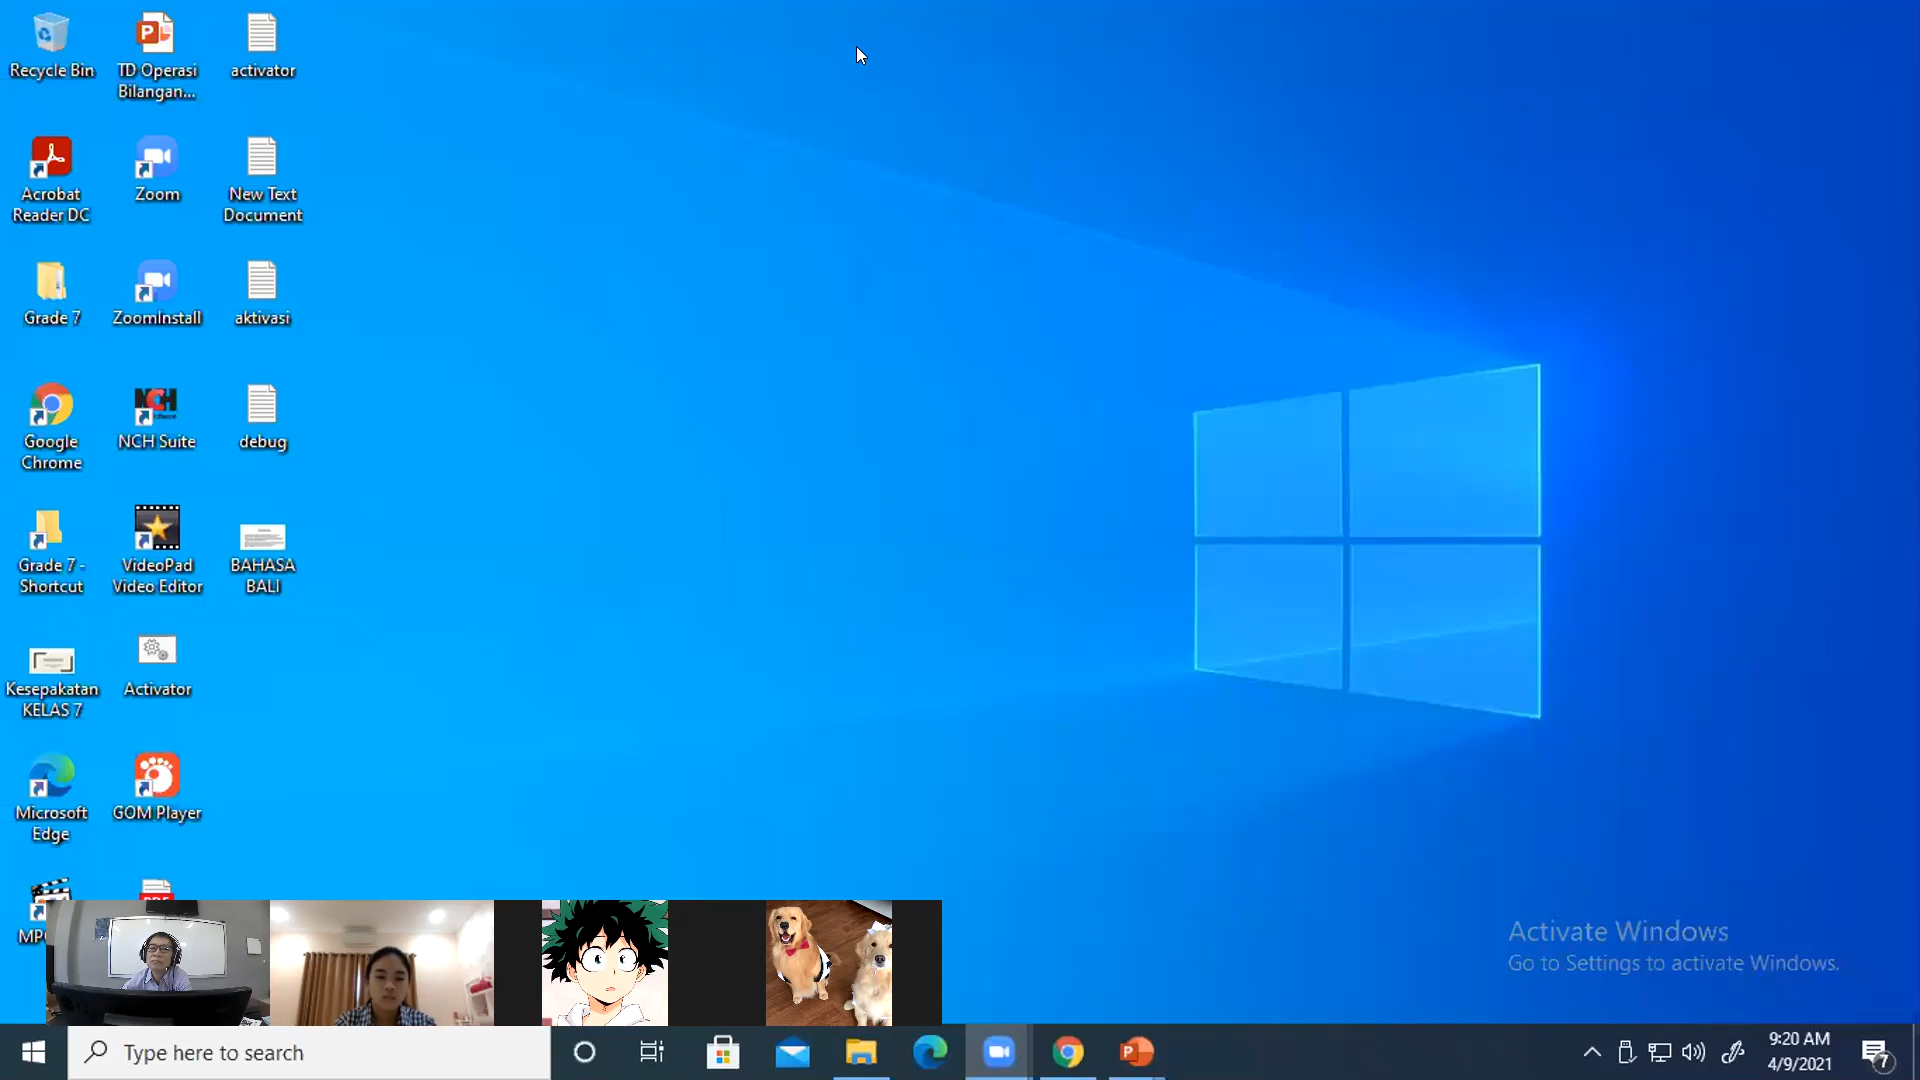 Recycle Bin
TD Operasi
Bilangan...
activator
Acrobat
Reader DC
Zoom
New Text
Document
Grade 7
ZoomInstall
aktivasi
Google
Chrome
NCH Suite
debug
Grade 7 -
Shortcut
VideoPad
Video Editor
BAHASA
BALI
Kesepakatan
KELAS 7
Activator
Microsoft
Edge
GOM Player
Activate Windows
Go to Settings to activate Windows.
Type here to search
9:20 AM
4/9/2021
7